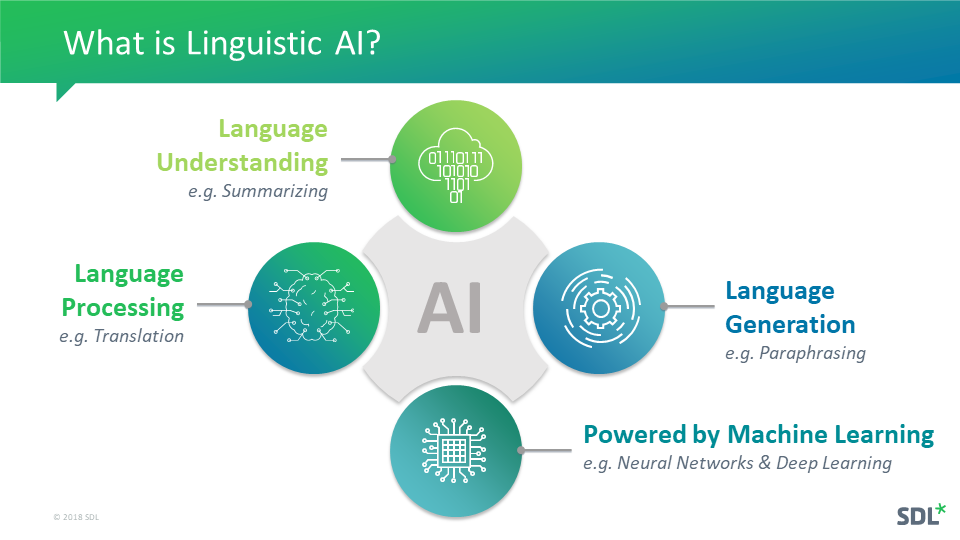 What is Linguistic AI?
Language
Understanding
e.g. Summarizing
01110111
101010
1101
01
Language
Processing
e.g. Translation
AI
Language
Generation
e.g. Paraphrasing
Powered by Machine Learning
e.g. Neural Networks & Deep Learning
© 2018 SDL
SDL*